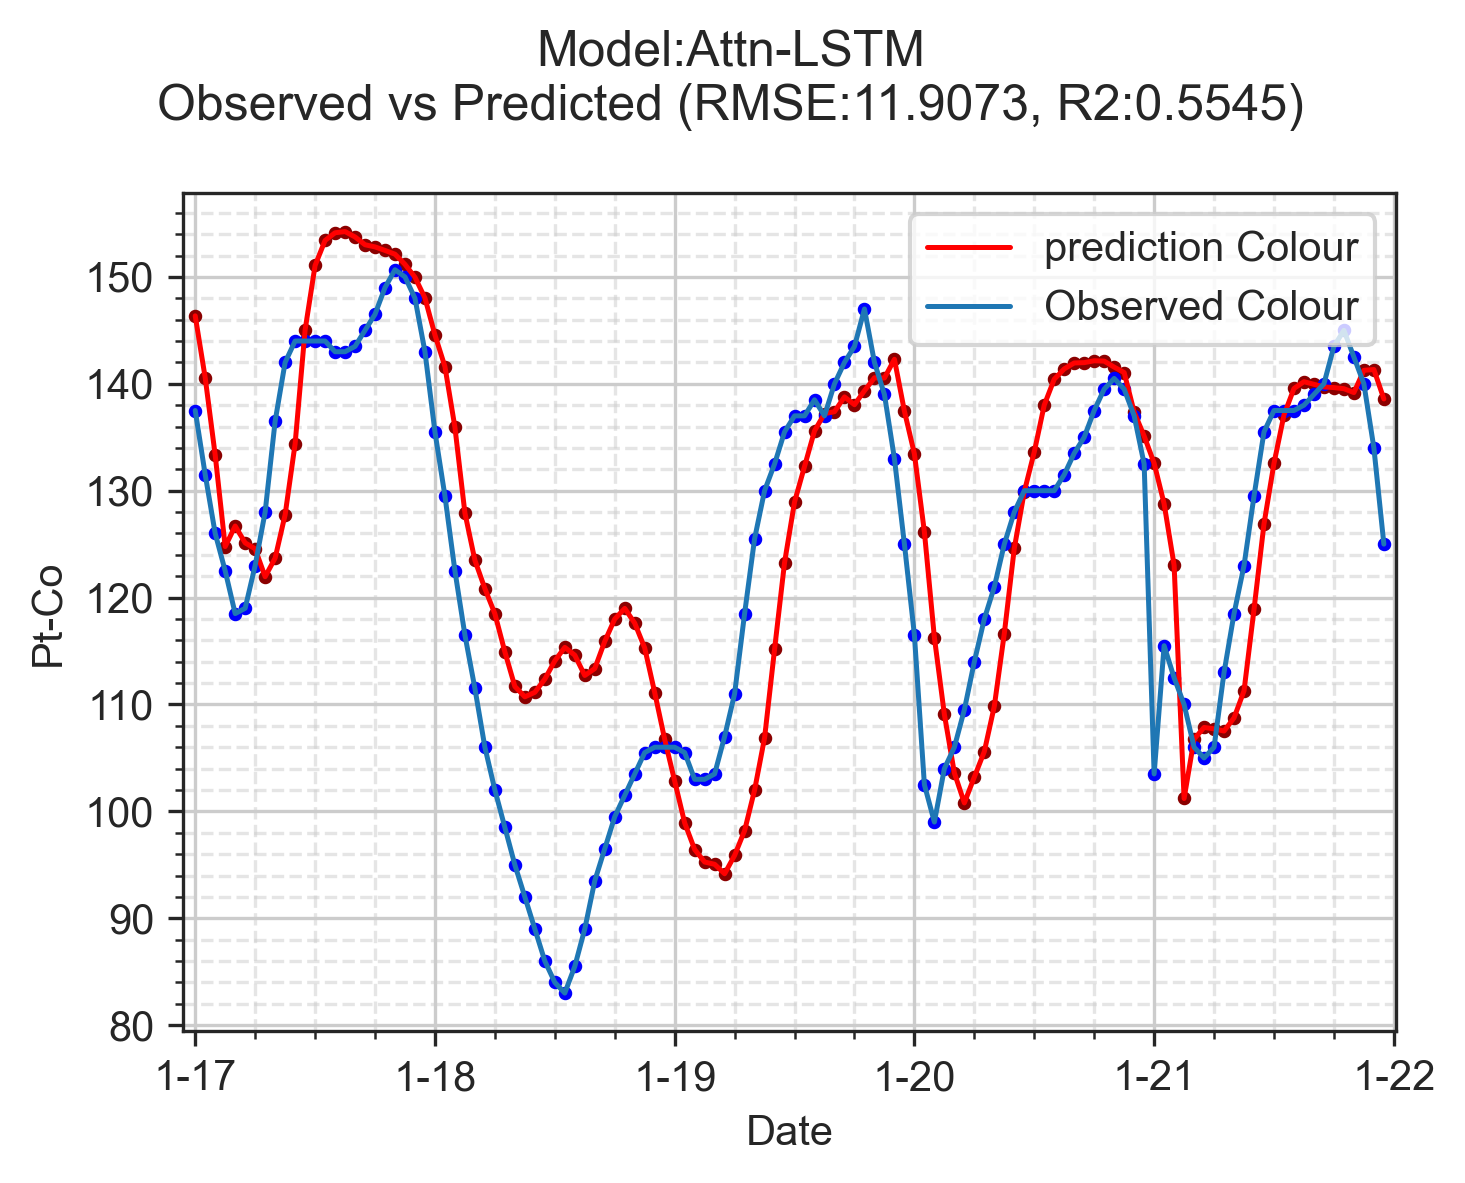 Model:Attn-LSTM
Observed vs Predicted (RMSE:11.9073, R2:0.5545)
prediction Colour
Observed Colour
150
140
130
120
110
100
90
80
Pt-Co
1-17
1-18
1-19
1-20
1-21
1-22
Date